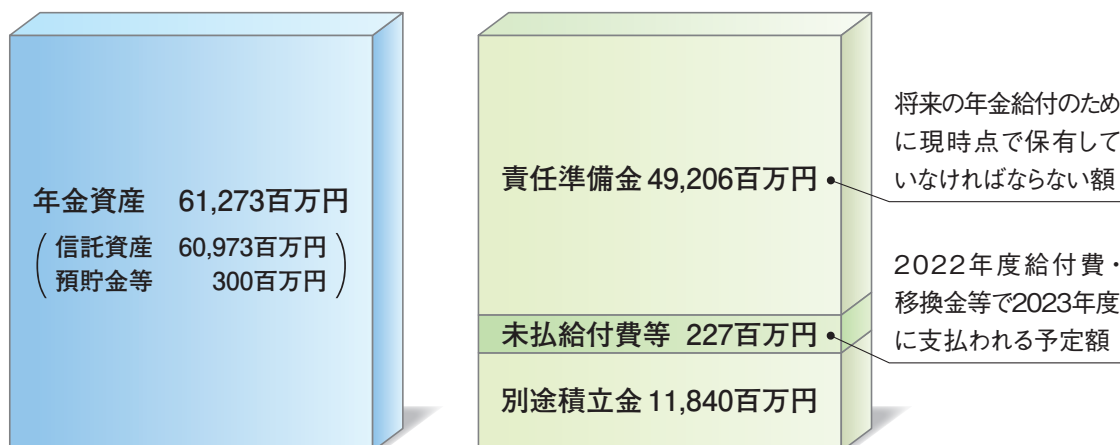 年金資産 61,273百万円
信託資産 60,973百万円
預貯金等 300百万円
責任準備金 49,206百万円
将来の年金給付のため
に現時点で保有して
いなければならない額
未払給付費等 227百万円
2022年度給付費・
移換金等で2023年度
に支払われる予定額
別途積立金 11,840百万円